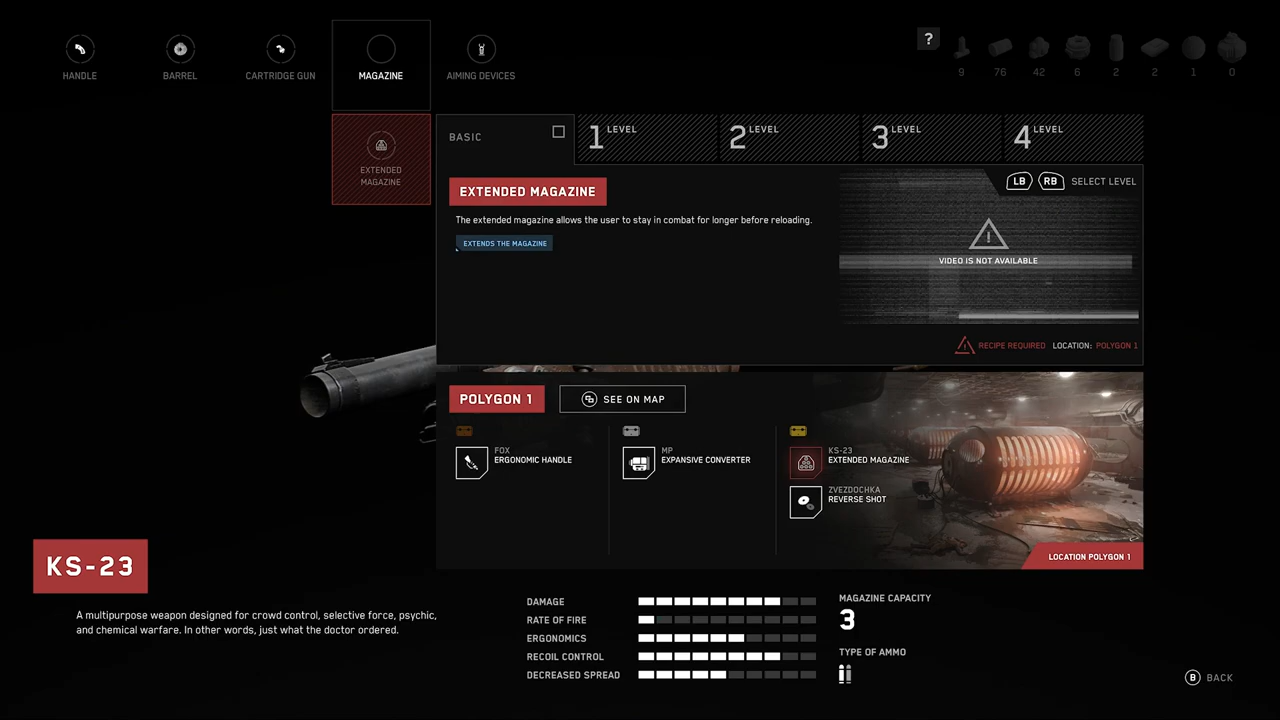 HANDLE
BARREL
CARTRIDGE GUN
MAGAZINE
AIMING DEVICES
?
9
76
42
6
2
2
1
0
EXTENDED
MAGAZINE
BASIC
1 LEVEL
2 LEVEL
3 LEVEL
4 LEVEL
EXTENDED MAGAZINE
The extended magazine allows the user to stay in combat for longer before reloading.
EXTENDS THE MAGAZINE
LB RB SELECT LEVEL
VIDEO IS NOT AVAILABLE
RECIPE REQUIRED LOCATION: POLYGON 1
POLYGON 1
SEE ON MAP
FOX
ERGONOMIC HANDLE
MP
EXPANSIVE CONVERTER
KS-23
EXTENDED MAGAZINE
ZVEZDOCHKA
REVERSE SHOT
LOCATION POLYGON 1
KS-23
A multipurpose weapon designed for crowd control, selective force, psychic,
and chemical warfare. In other words, just what the doctor ordered.
DAMAGE
RATE OF FIRE
ERGONOMICS
RECOIL CONTROL
DECREASED SPREAD
MAGAZINE CAPACITY
3
TYPE OF AMMO
B BACK